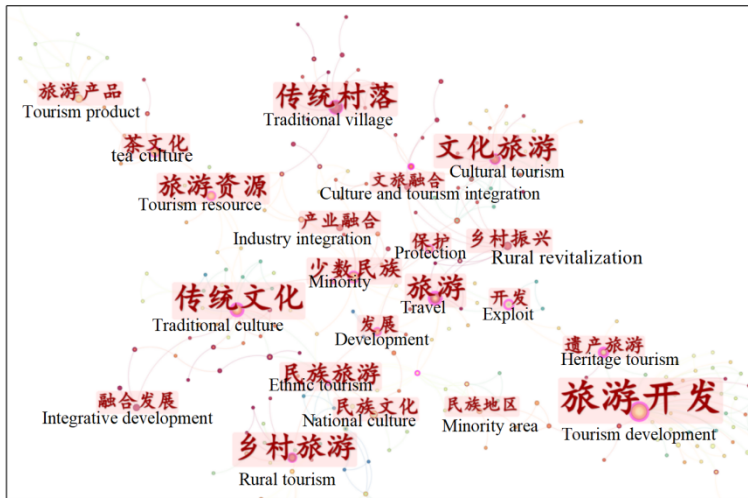 旅游产品
Tourism product
传统村落
Traditional village
茶文化
tea culture
文化旅游
Cultural tourism
旅游资源
Tourism resource
文旅融合
Culture and tourism integration
产业融合
Industry integration
保护
Protection
乡村振兴
Rural revitalization
少数民族
Minority
传统文化
Traditional culture
旅游
Travel
开发
Exploit
发展
Development
遗产旅游
Heritage tourism
民族旅游
Ethnic tourism
融合发展
Integrative development
民族文化
National culture
民族地区
Minority area
旅游开发
Tourism development
乡村旅游
Rural tourism